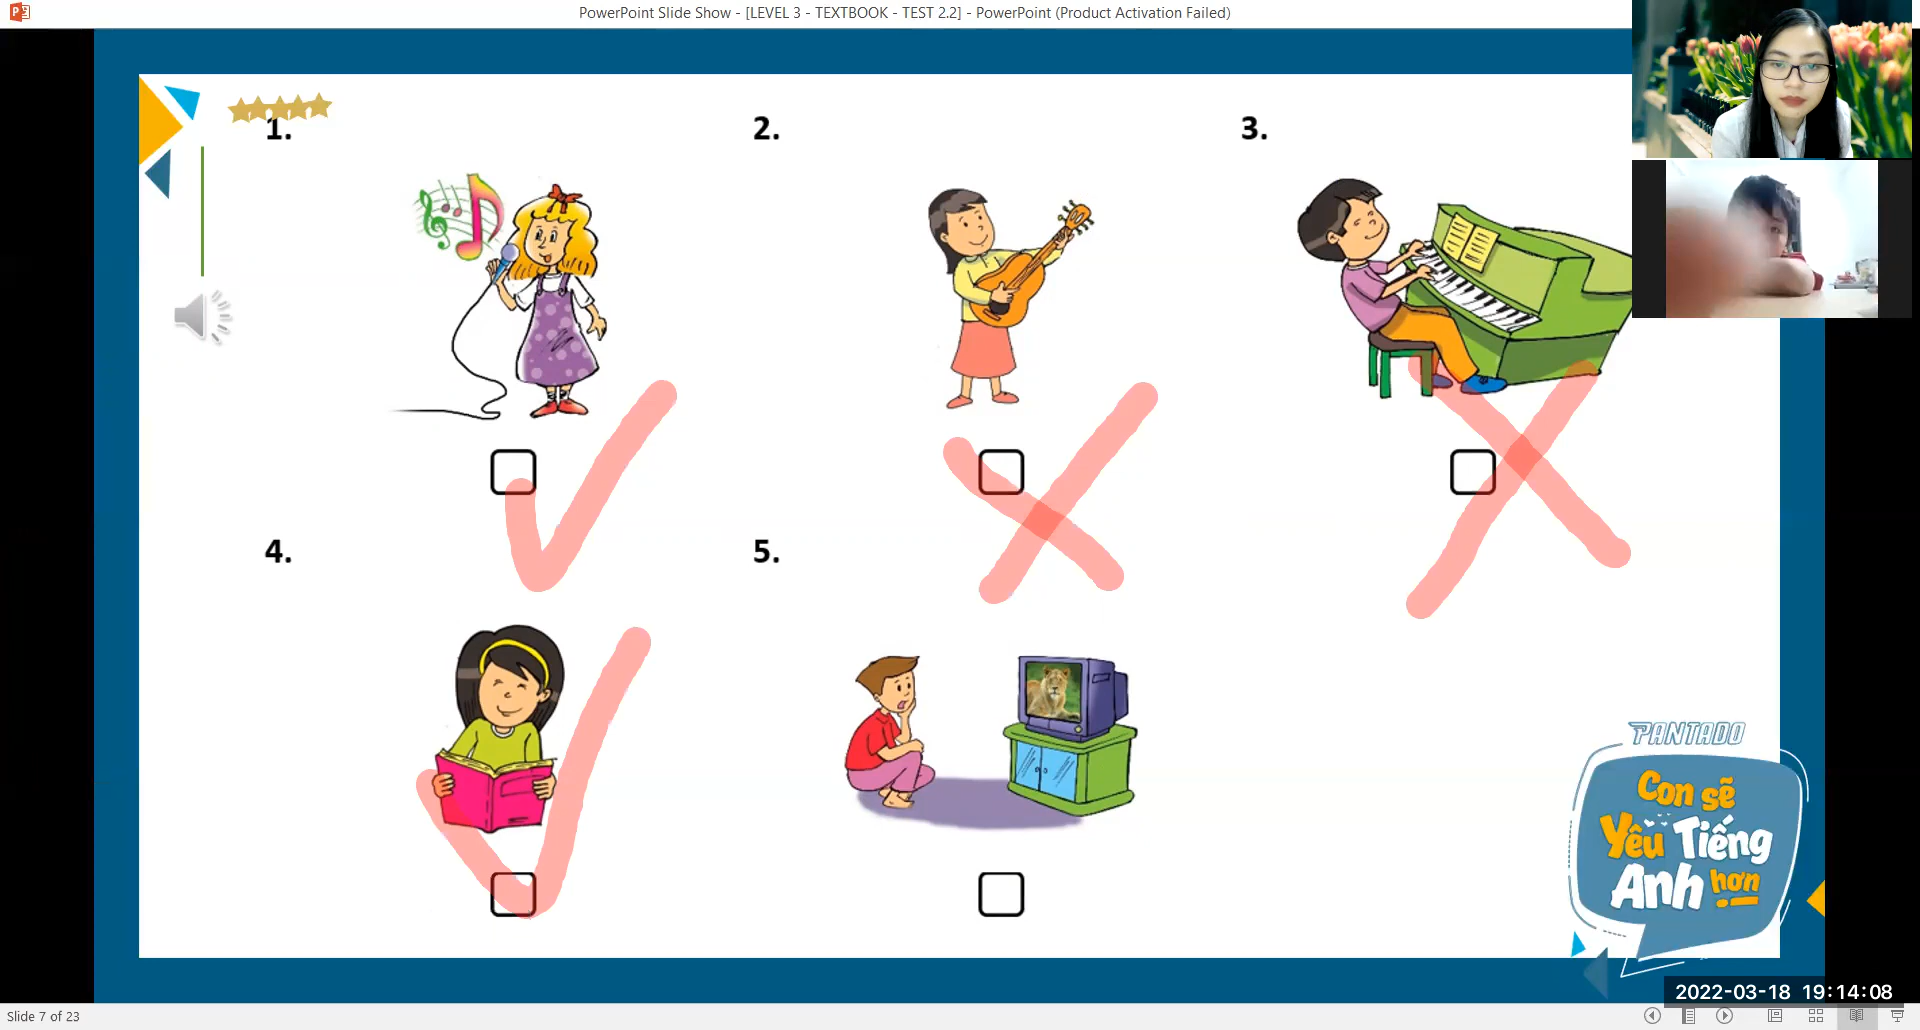 PowerPoint Slide Show - [LEVEL 3 - TEXTBOOK - TEST 2.2] - PowerPoint (Product Activation Failed)
1.
2.
3.
4.
5.
PANTADO
Con sẽ
Yêu Tiếng
Anh hơn
2022-03-18 19:14:08
Slide 7 of 23